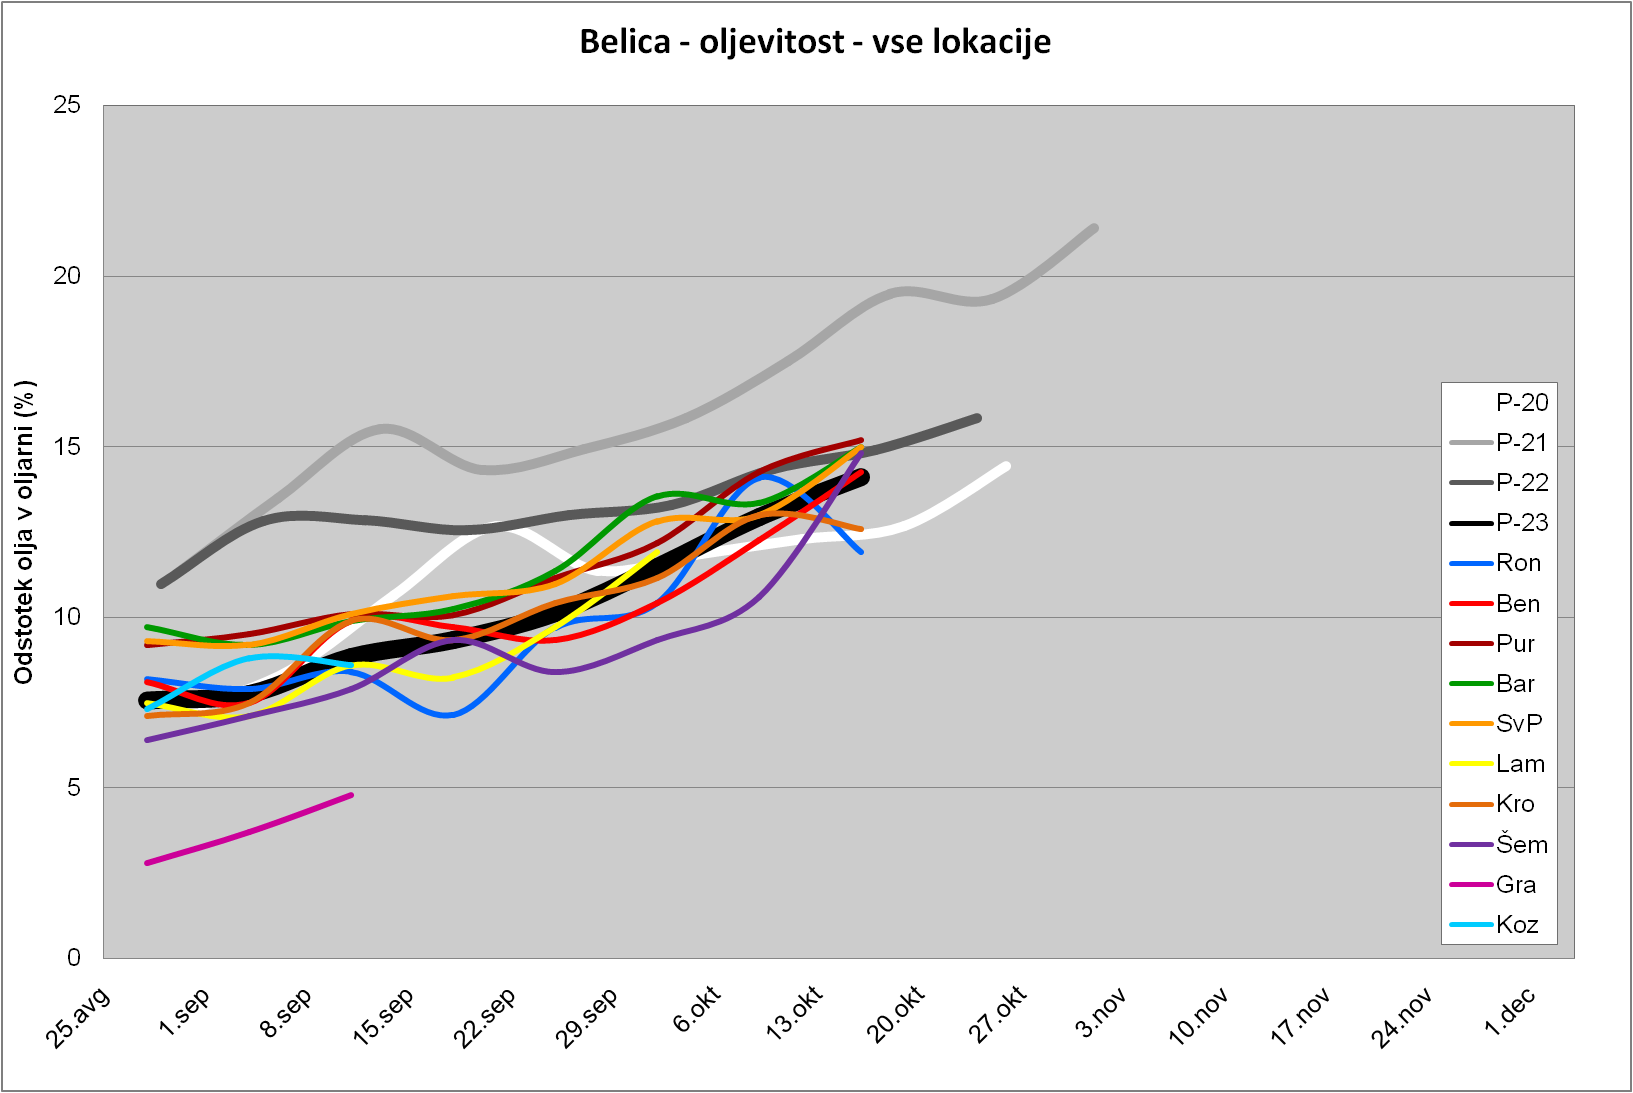 Belica - oljevitost - vse lokacije
Odstotek olja v oljarni (%)
25
20
15
10
5
0
25.avg
1.sep
8.sep
15.sep
22.sep
29.sep
6.okt
13.okt
20.okt
27.okt
3.nov
10.nov
17.nov
24.nov
1.dec
P-20
P-21
P-22
P-23
Ron
Ben
Pur
Bar
SvP
Lam
Kro
Šem
Gra
Koz